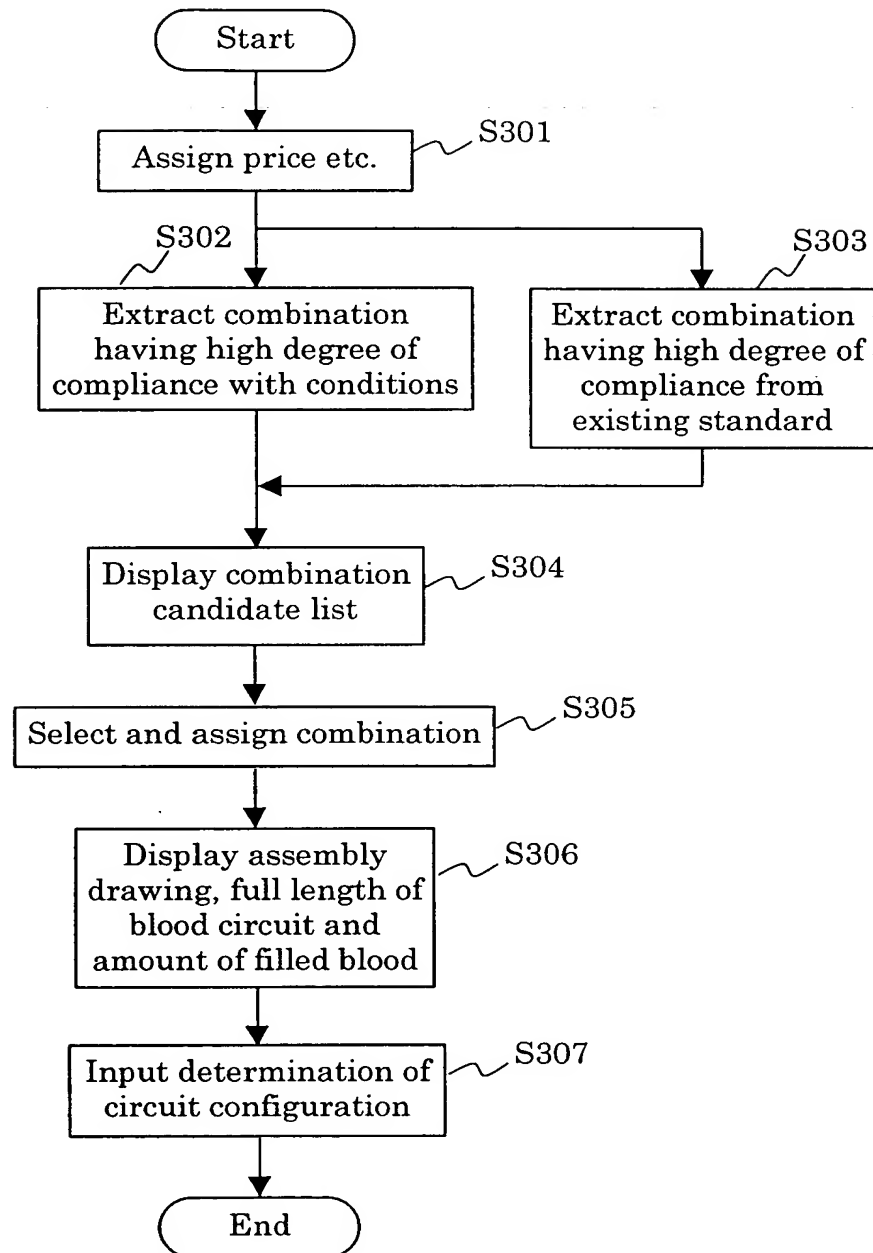 Start
Assign price etc.
S301
S302
Extract combination
having high degree of
compliance with conditions
S303
Extract combination
having high degree of
compliance from
existing standard
Display combination
candidate list
S304
Select and assign combination
S305
Display assembly
drawing, full length of
blood circuit and
amount of filled blood
S306
Input determination of
circuit configuration
S307
End